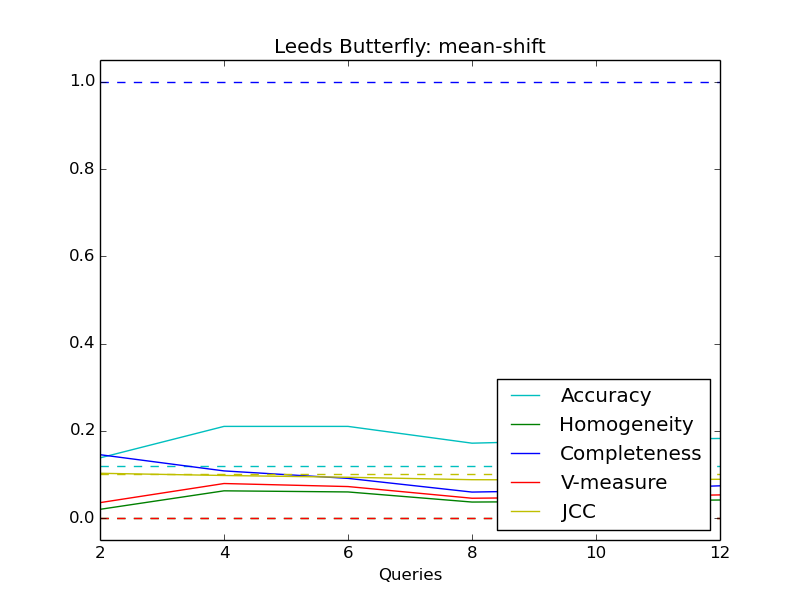 Leeds Butterfly: mean-shift
1.0
0.8
0.6
0.4
0.2
0.0
Accuracy
Homogeneity
Completeness
V-measure
JCC
2 4 6 8 10 12
Queries